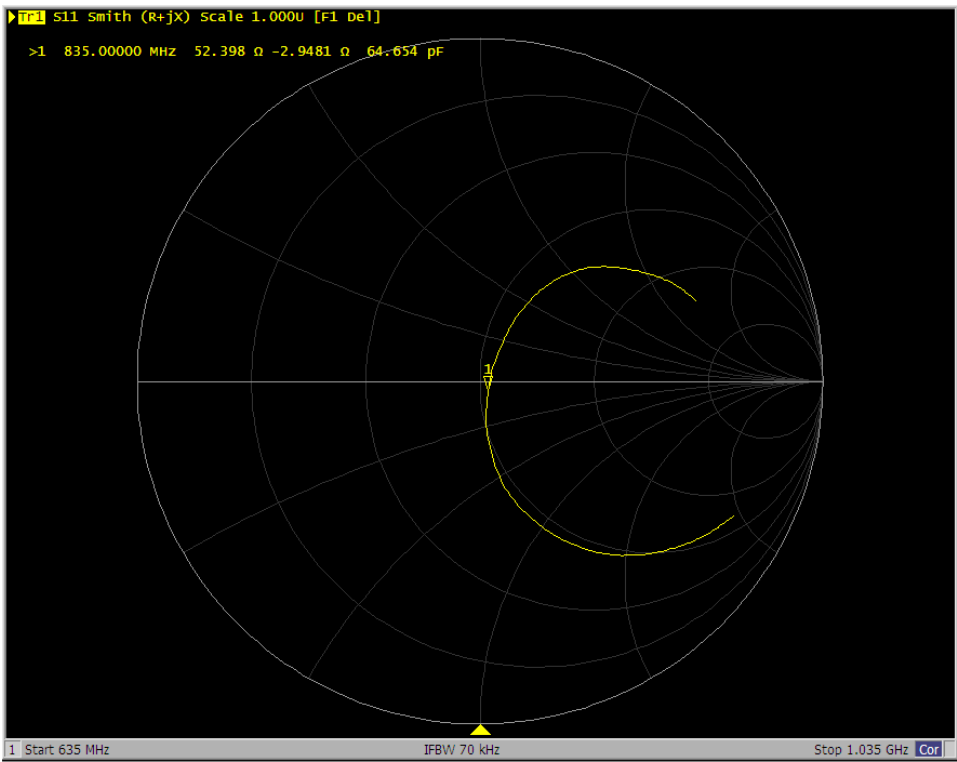 Tr1 S11 Smith (R+jX) Scale 1.000U [F1 Del]
>1 835.00000 MHz 52.398 Ω -2.9481 Ω 64.654 pF
1
1 Start 635 MHz IFBW 70 kHz Stop 1.035 GHz Cor